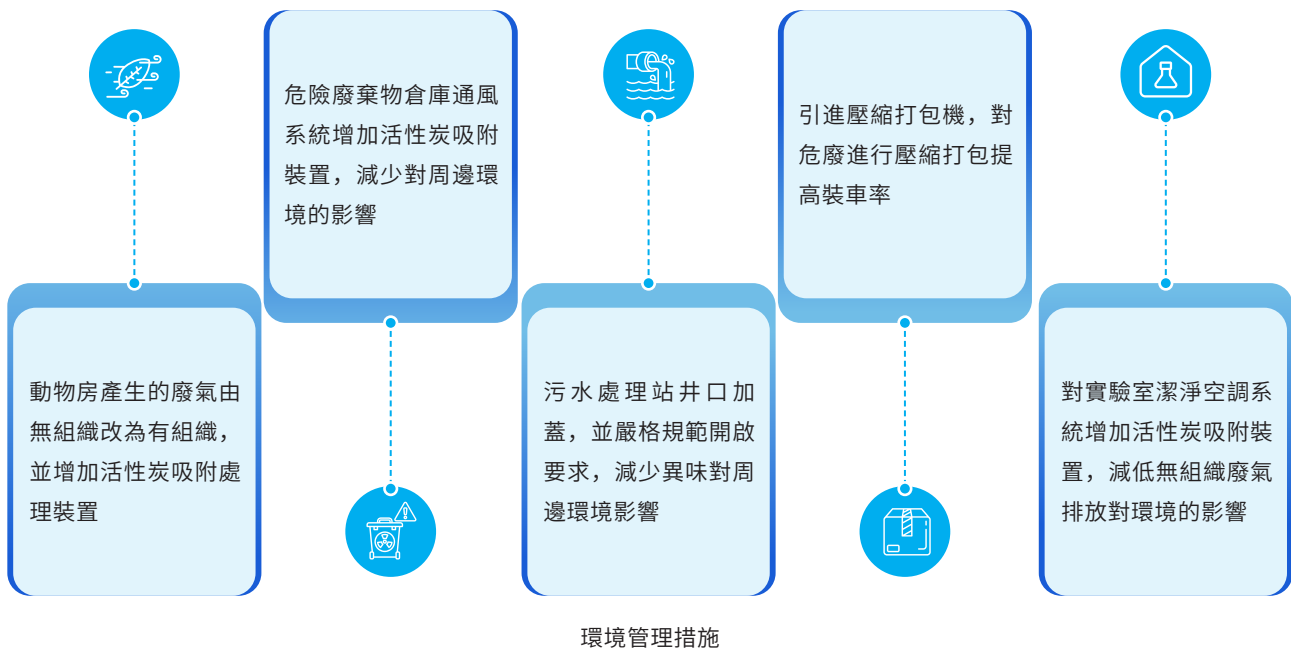 動物房產生的廢氣由
無組織改為有組織，
並增加活性炭吸附處
理裝置
危險廢棄物倉庫通風
系統增加活性炭吸附
裝置，減少對周邊環
境的影響
污水處理站井口加
蓋，並嚴格規範開啟
要求，減少異味對周
邊環境影響
引進壓縮打包機，對
危廢進行壓縮打包提
高裝車率
對實驗室潔淨空調系
統增加活性炭吸附裝
置，減低無組織廢氣
排放對環境的影響
環境管理措施